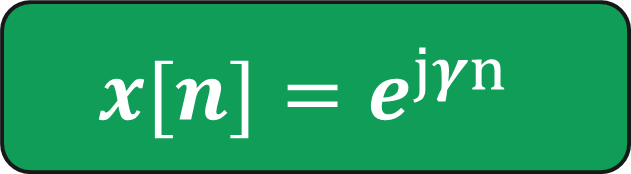 x[n] = e^{jγn}